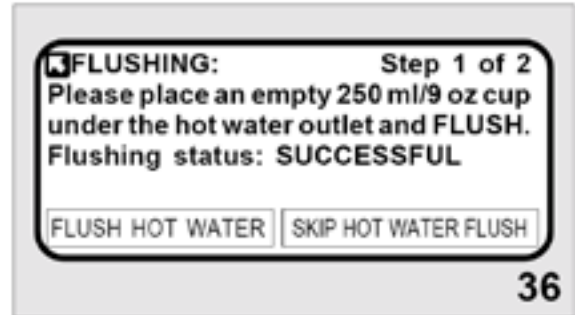 FLUSHING: Step 1 of 2
Please place an empty 250 ml/9 oz cup
under the hot water outlet and FLUSH.
Flushing status: SUCCESSFUL
FLUSH HOT WATER SKIP HOT WATER FLUSH
36